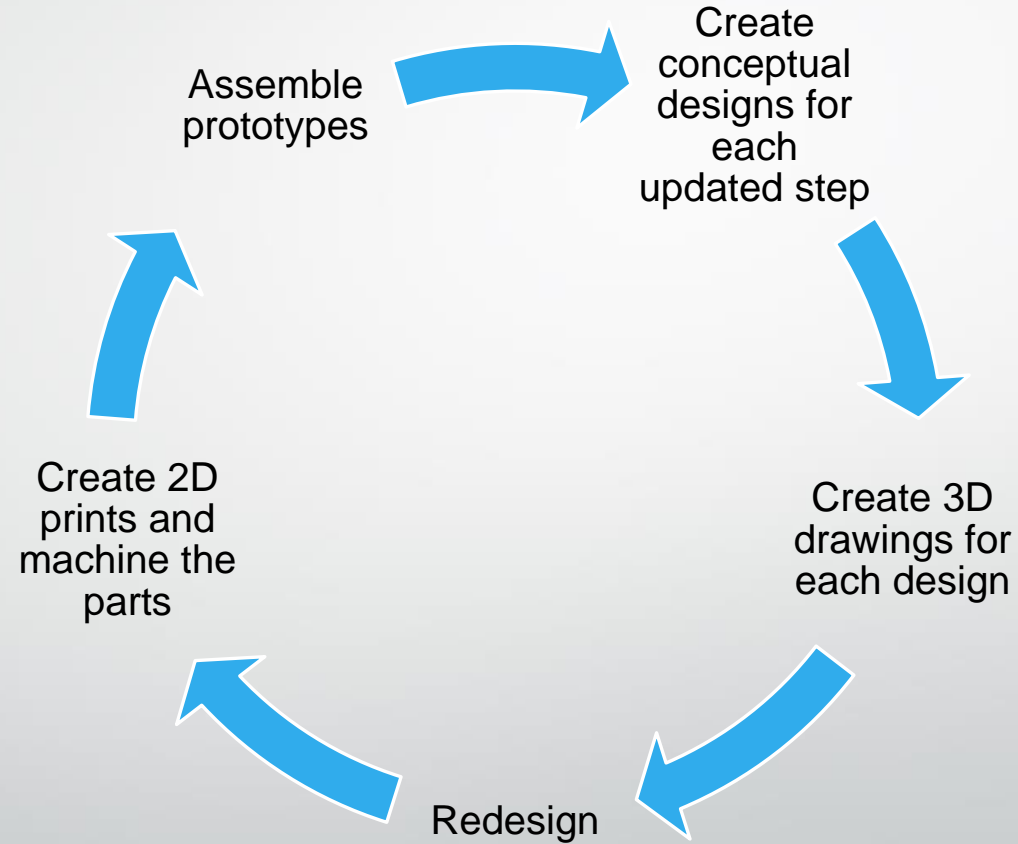 Create
conceptual
designs for
each
updated step
Create 3D
drawings for
each design
Redesign
Create 2D
prints and
machine the
parts
Assemble
prototypes